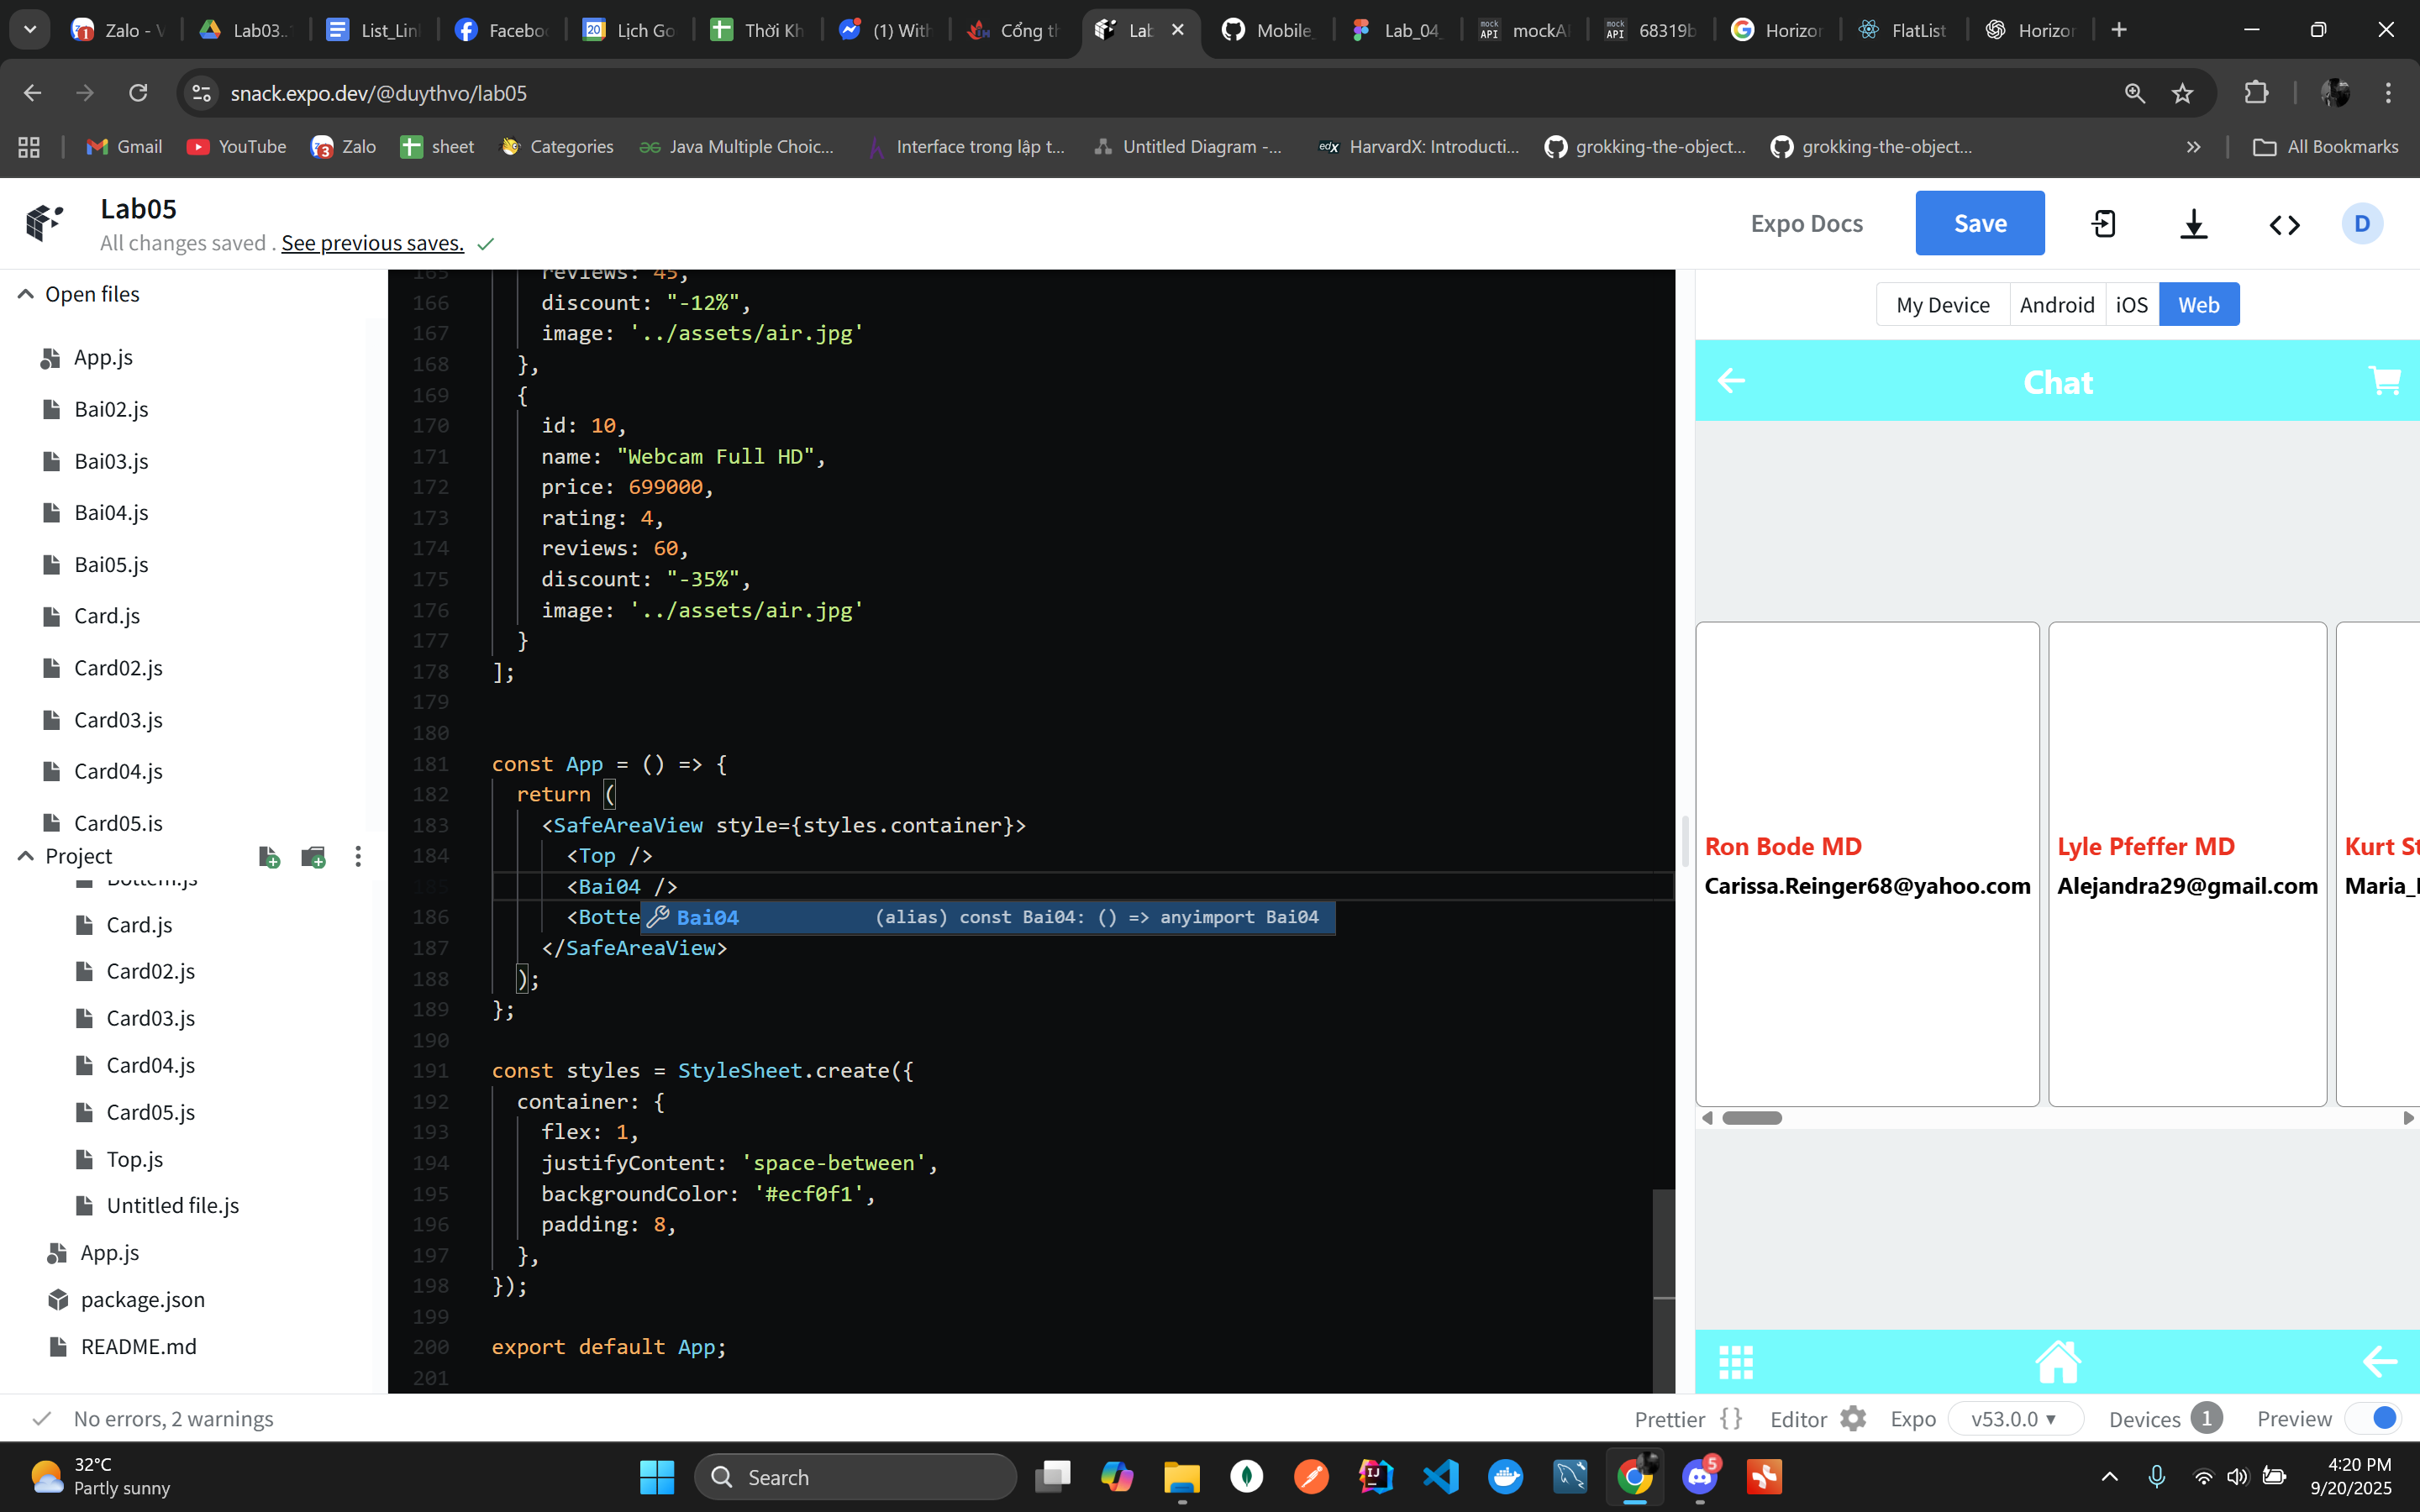 Zalo - V
Lab03..
List_Lin
Facebo
Lịch Go
Thời Kh
(1) With
Cổng th
Lab
Mobile_
Lab_04_
mockA
68319b
Horizor
FlatList
Horizor
snack.expo.dev/@duythvo/lab05
Gmail
YouTube
Zalo
sheet
Categories
Java Multiple Choic...
Interface trong lập t...
Untitled Diagram -...
HarvardX: Introducti...
grokking-the-object...
grokking-the-object...
All Bookmarks
Lab05
All changes saved . See previous saves.
Expo Docs
Save
D
Open files
App.js
Bai02.js
Bai03.js
Bai04.js
Bai05.js
Card.js
Card02.js
Card03.js
Card04.js
Card05.js
Project
Bottem.js
Card.js
Card02.js
Card03.js
Card04.js
Card05.js
Top.js
Untitled file.js
App.js
package.json
README.md
165 reviews: 45,
166 discount: "-12%",
167 image: '../assets/air.jpg'
168 },
169 {
170 id: 10,
171 name: "Webcam Full HD",
172 price: 699000,
173 rating: 4,
174 reviews: 60,
175 discount: "-35%",
176 image: '../assets/air.jpg'
177 }
178 ];
179
180
181 const App = () => {
182 return (
183 <SafeAreaView style={styles.container}>
184 <Top />
185 <Bai04 />
186 <Botte
Bai04 (alias) const Bai04: () => anyimport Bai04
187 </SafeAreaView>
188 );
189 };
190
191 const styles = StyleSheet.create({
192 container: {
193 flex: 1,
194 justifyContent: 'space-between',
195 backgroundColor: '#ecf0f1',
196 padding: 8,
197 },
198 });
199
200 export default App;
201
My Device
Android
iOS
Web
Chat
Ron Bode MD
Carissa.Reinger68@yahoo.com
Lyle Pfeffer MD
Alejandra29@gmail.com
Kurt St
Maria_
No errors, 2 warnings
Prettier { }
Editor
Expo
v53.0.0
Devices 1
Preview
32°C
Partly sunny
Search
5
4:20 PM
9/20/2025